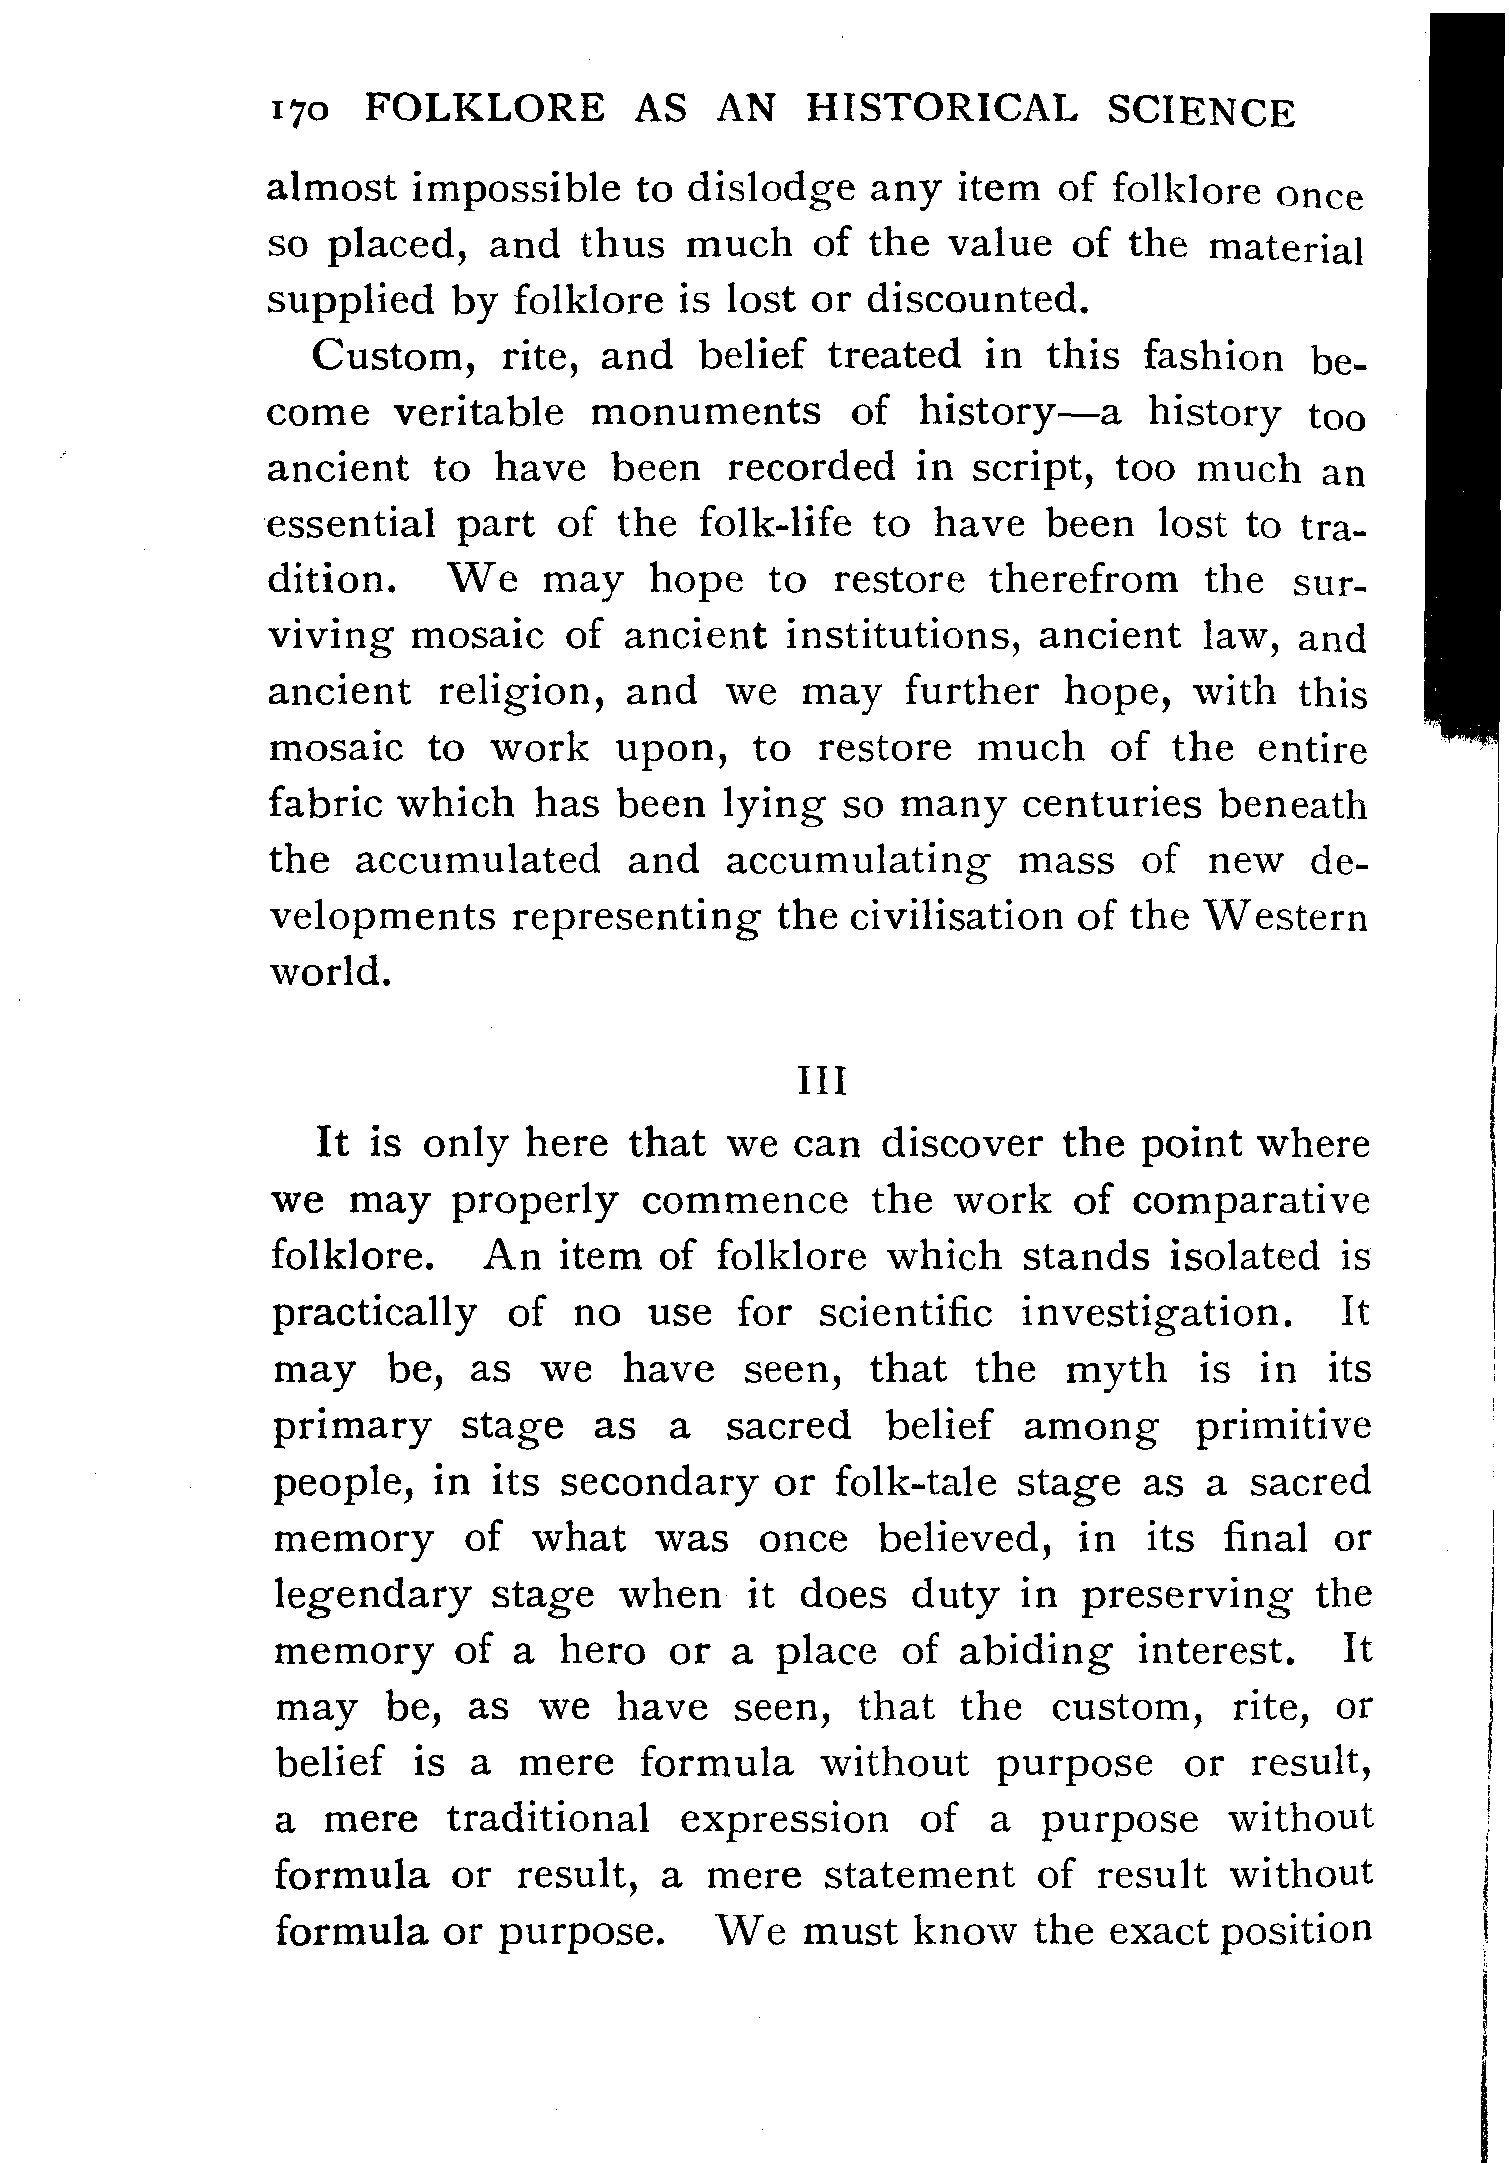 170 FOLKLORE AS AN HISTORICAL SCIENCE
almost impossible to dislodge any item of folklore once
so placed, and thus much of the value of the material
supplied by folklore is lost or discounted.
Custom, rite, and belief treated in this fashion be-
come veritable monuments of history—a history too
ancient to have been recorded in script, too much an
essential part of the folk-life to have been lost to tra-
dition. We may hope to restore therefrom the sur-
viving mosaic of ancient institutions, ancient law, and
ancient religion, and we may further hope, with this
mosaic to work upon, to restore much of the entire
fabric which has been lying so many centuries beneath
the accumulated and accumulating mass of new de-
velopments representing the civilisation of the Western
world.
III
It is only here that we can discover the point where
we may properly commence the work of comparative
folklore. An item of folklore which stands isolated is
practically of no use for scientific investigation. It
may be, as we have seen, that the myth is in its
primary stage as a sacred belief among primitive
people, in its secondary or folk-tale stage as a sacred
memory of what was once believed, in its final or
legendary stage when it does duty in preserving the
memory of a hero or a place of abiding interest. It
may be, as we have seen, that the custom, rite, or
belief is a mere formula without purpose or result,
a mere traditional expression of a purpose without
formula or result, a mere statement of result without
formula or purpose. We must know the exact position